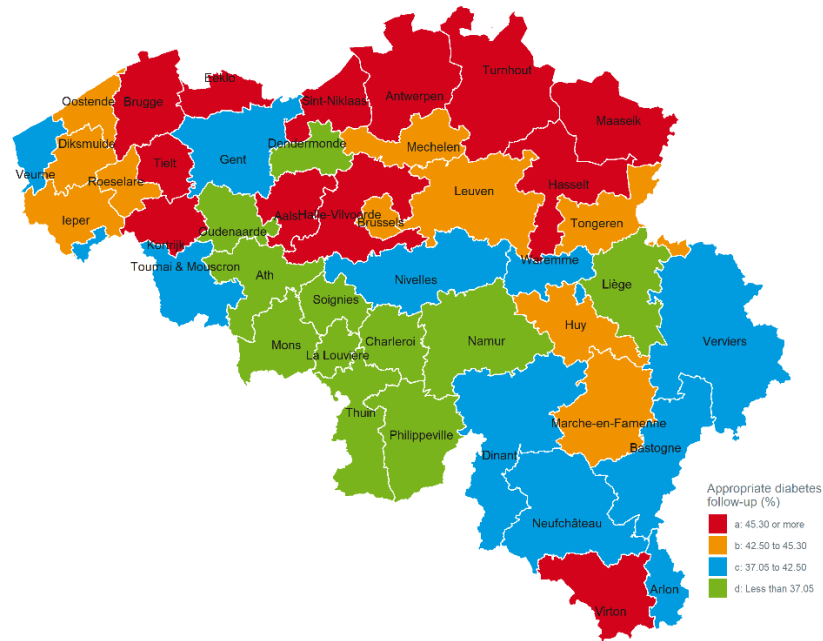 Eeklo
Oostende
Brugge
Sint-Niklaas
Antwerpen
Turnhout
Maaseik
Diksmuide
Veurne
Roeselare
Tielt
Gent
Dendermonde
Mechelen
Hasselt
Ieper
Kortrijk
Oudenaarde
Aalst
Halle-Vilvoorde
Brussels
Leuven
Tongeren
Tournai & Mouscron
Ath
Nivelles
Waremme
Liège
Soignies
Mons
La Louvière
Charleroi
Namur
Huy
Verviers
Thuin
Philippeville
Dinant
Marche-en-Famenne
Bastogne
Neufchâteau
Virton
Arlon
Appropriate diabetes
follow-up (%)
a: 45.30 or more
b: 42.50 to 45.30
c: 37.05 to 42.50
d: Less than 37.05